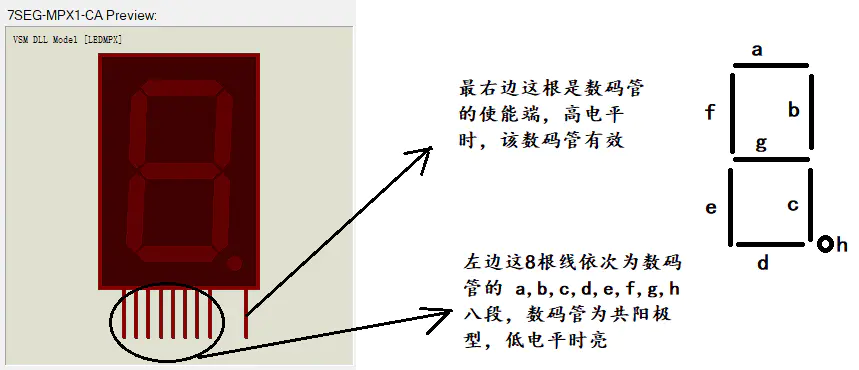 7SEG-MPX1-CA Preview:
VSM DLL Model [LEDMPX]
最右边这根是数码管
的使能端，高电平
时，该数码管有效
左边这8根线依次为数码
管的 a,b,c,d,e,f,g,h
八段，数码管为共阳极
型，低电平时亮
a
f
b
g
e
c
h
d